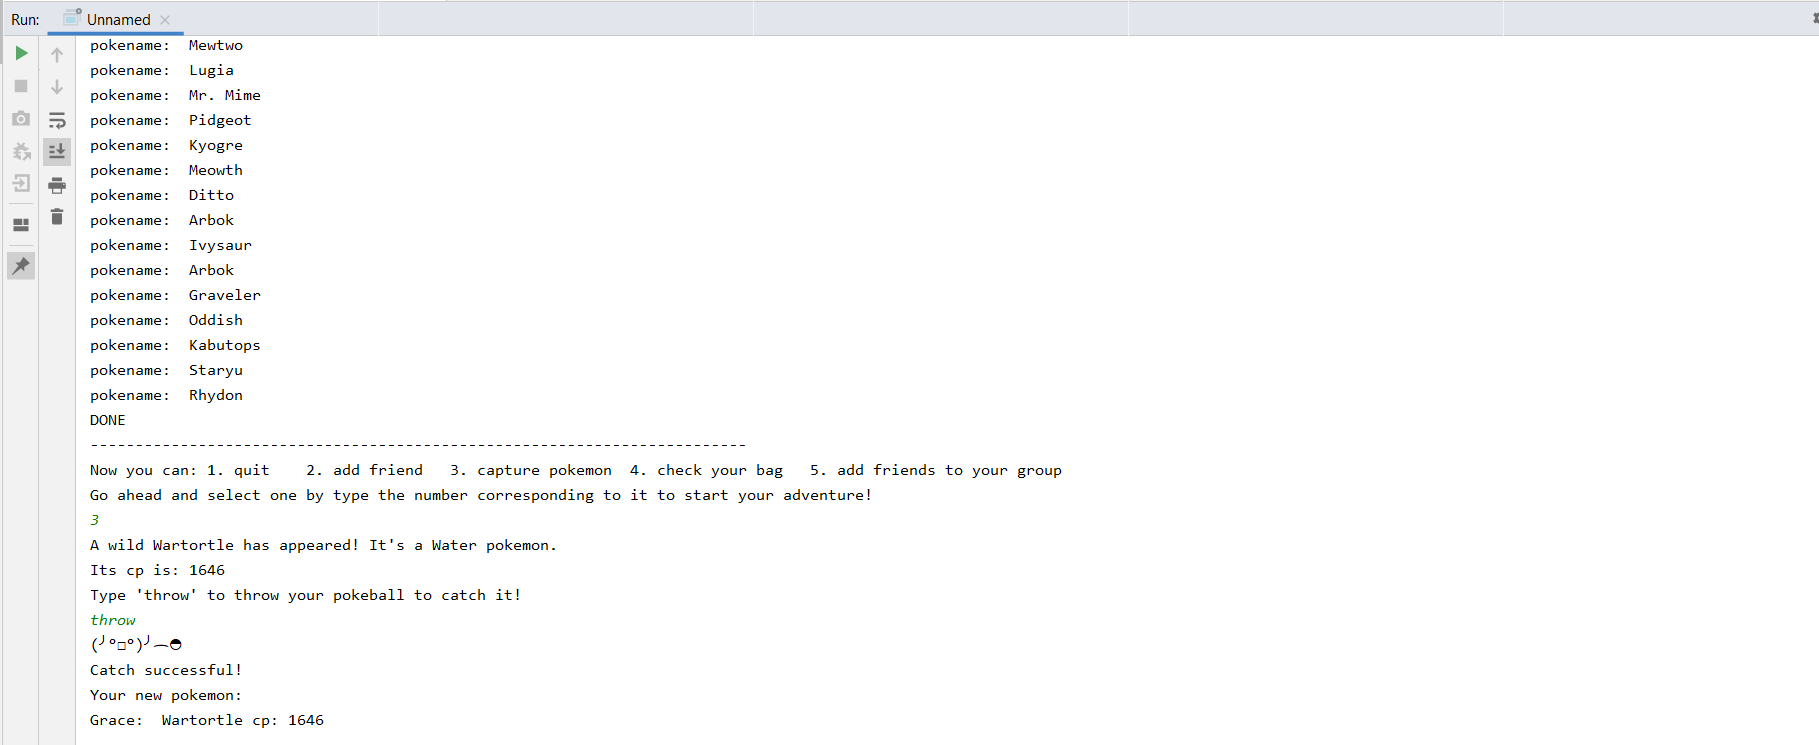 Run: Unnamed
pokename:  Mewtwo
pokename:  Lugia
pokename:  Mr. Mime
pokename:  Pidgeot
pokename:  Kyogre
pokename:  Meowth
pokename:  Ditto
pokename:  Arbok
pokename:  Ivysaur
pokename:  Arbok
pokename:  Graveler
pokename:  Oddish
pokename:  Kabutops
pokename:  Staryu
pokename:  Rhydon
DONE
-------------------------------------------------------------------------
Now you can: 1. quit    2. add friend   3. capture pokemon  4. check your bag   5. add friends to your group
Go ahead and select one by type the number corresponding to it to start your adventure!
3
A wild Wartortle has appeared! It's a Water pokemon.
Its cp is: 1646
Type 'throw' to throw your pokeball to catch it!
throw
(╯°□°)╯︵◓
Catch successful!
Your new pokemon:
Grace:  Wartortle cp: 1646